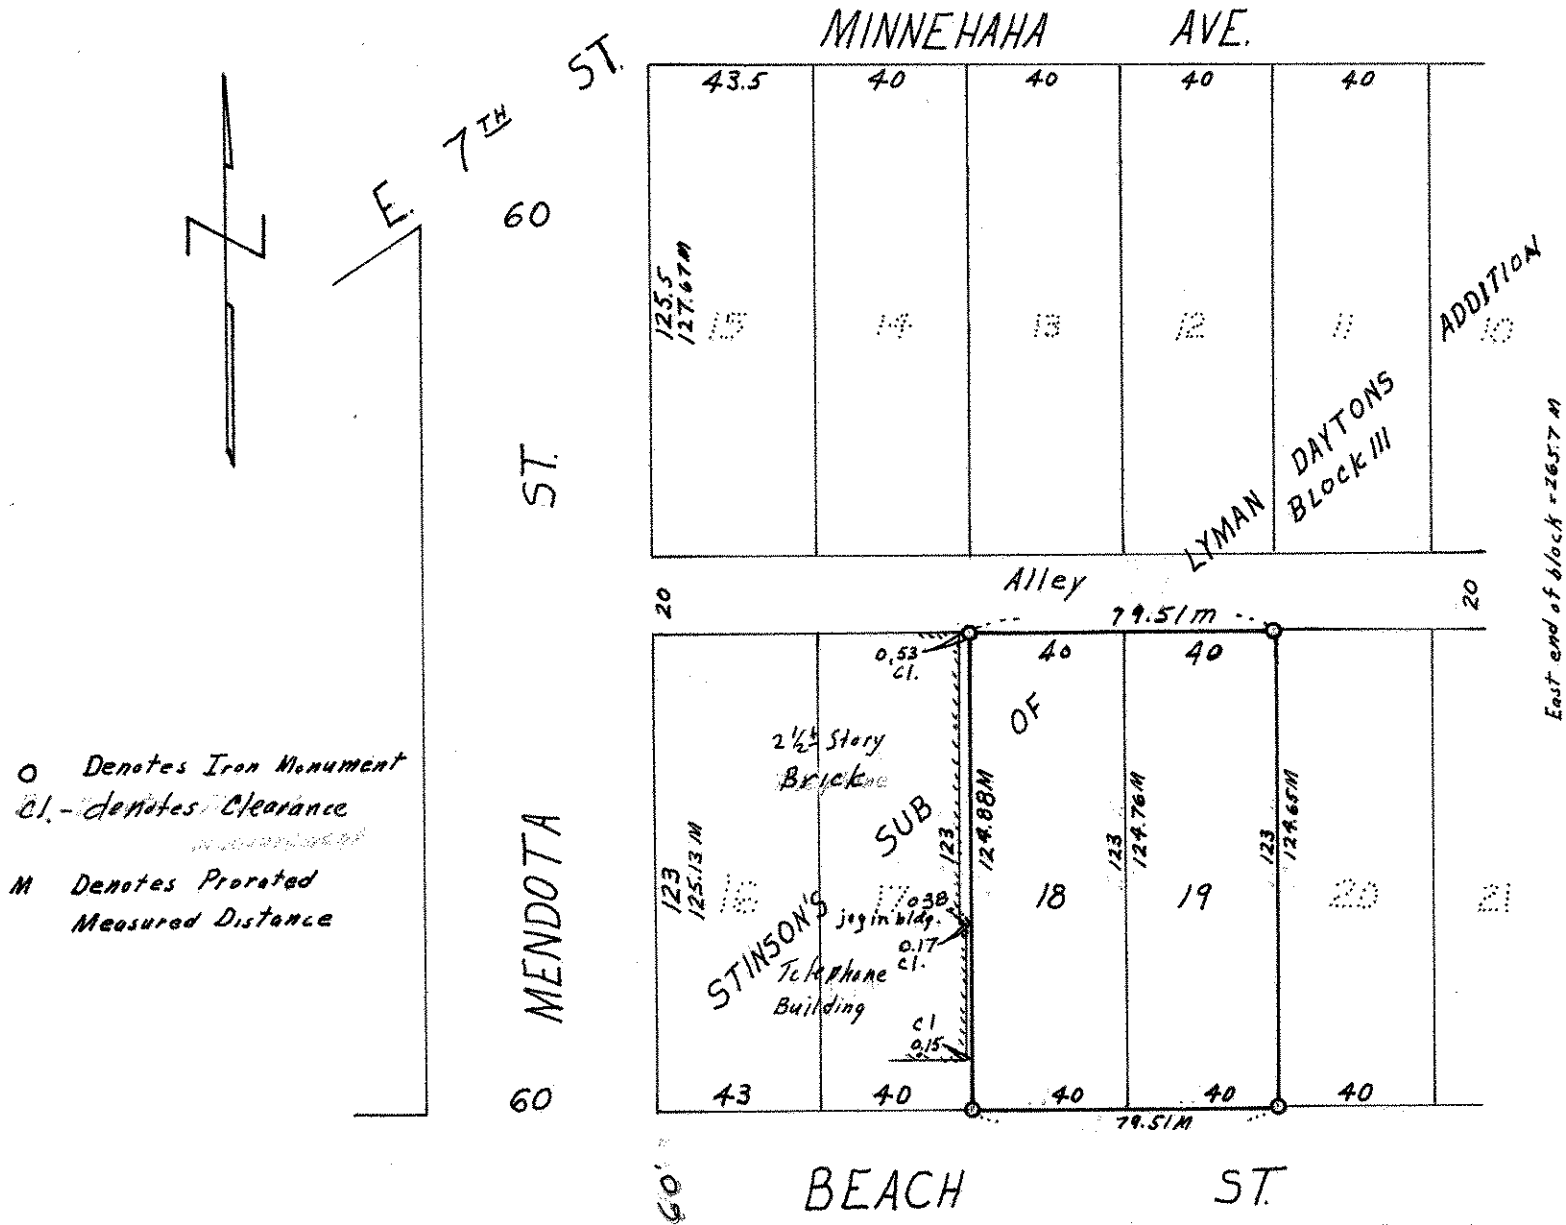 MINNEHAHA AVE.
E. 7TH ST.
43.5 40 40 40 40
60
125.5
127.67M
15 14 13 12 11 10
ADDITION
LYMAN DAYTONS
BLOCK III
ST.
East end of block = 265.7 M
Alley
20
20
79.51m
0.53
Cl.
40 40
OF
2 1/2± Story
Brick
SUB
O Denotes Iron Monument
Cl. - denotes Clearance
M Denotes Prorated
Measured Distance
MENDOTA
123
125.13 M
123
124.88M
123
124.76M
123
124.65M
16 17 18 19 20 21
STINSON'S
0.38
jog in bldg.
0.17
cl.
Telephone
Building
cl
0.15
60
43 40 40 40 40
79.51M
60'
BEACH ST.